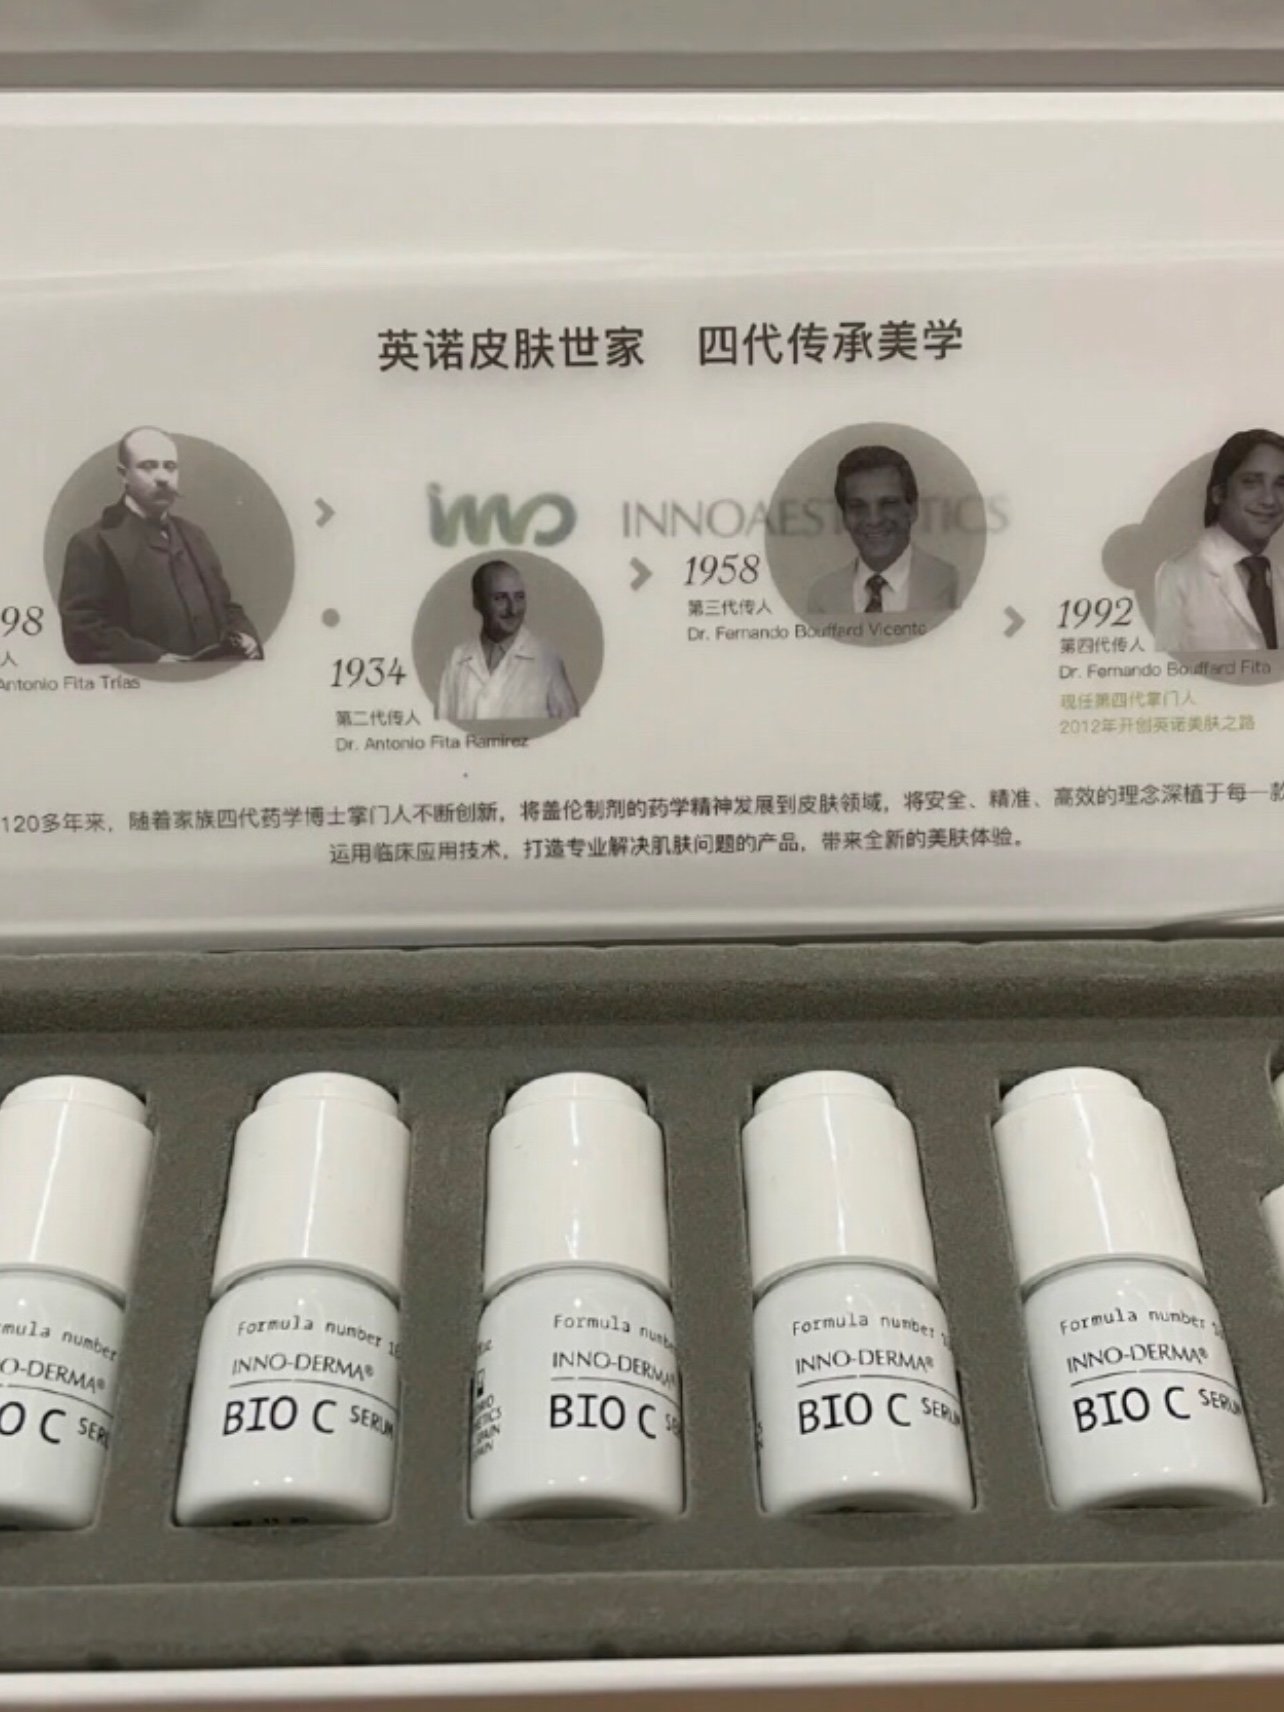 英诺皮肤世家 四代传承美学
98
人
Antonio Fita Trías
inno INNOAESTHETICS
1934
第二代传人
Dr. Antonio Fita Ramírez
1958
第三代传人
Dr. Fernando Bouffard Vicente
1992
第四代传人
Dr. Fernando Bouffard Fita
现任第四代掌门人
2012年开创英诺美肤之路
120多年来，随着家族四代药学博士掌门人不断创新，将盖伦制剂的药学精神发展到皮肤领域，将安全、精准、高效的理念深植于每一款
运用临床应用技术，打造专业解决肌肤问题的产品，带来全新的美肤体验。
mula number
O-DERMA®
O C SER
Formula number
INNO-DERMA®
BIO C SERUM
Formula num
INNO-DERMA
BIO C SE
Formula number
INNO-DERMA®
BIO C SERUM
Formula number
INNO-DERMA®
BIO C SERUM